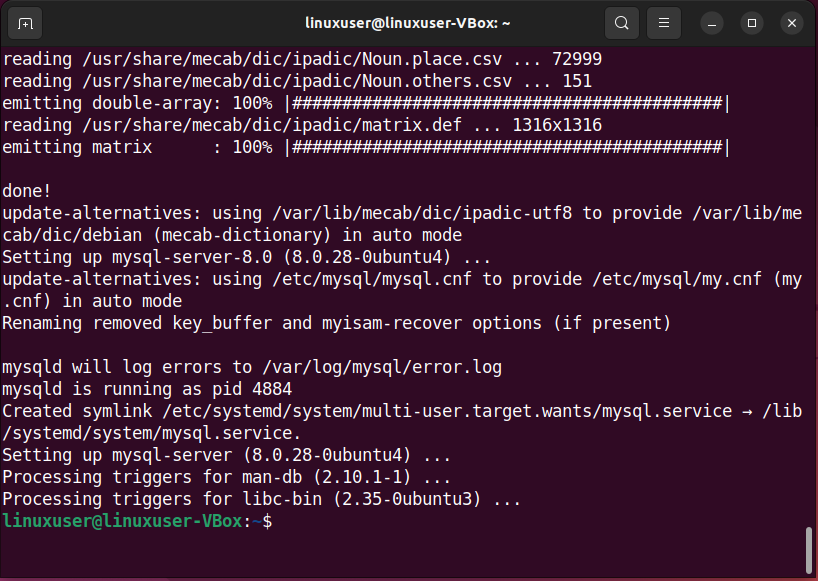 linuxuser@linuxuser-VBox: ~
reading /usr/share/mecab/dic/ipadic/Noun.place.csv ... 72999
reading /usr/share/mecab/dic/ipadic/Noun.others.csv ... 151
emitting double-array: 100% |###########################################|
reading /usr/share/mecab/dic/ipadic/matrix.def ... 1316x1316
emitting matrix      : 100% |###########################################|
done!
update-alternatives: using /var/lib/mecab/dic/ipadic-utf8 to provide /var/lib/me
cab/dic/debian (mecab-dictionary) in auto mode
Setting up mysql-server-8.0 (8.0.28-0ubuntu4) ...
update-alternatives: using /etc/mysql/mysql.cnf to provide /etc/mysql/my.cnf (my
.cnf) in auto mode
Renaming removed key_buffer and myisam-recover options (if present)
mysqld will log errors to /var/log/mysql/error.log
mysqld is running as pid 4884
Created symlink /etc/systemd/system/multi-user.target.wants/mysql.service → /lib
/systemd/system/mysql.service.
Setting up mysql-server (8.0.28-0ubuntu4) ...
Processing triggers for man-db (2.10.1-1) ...
Processing triggers for libc-bin (2.35-0ubuntu3) ...
linuxuser@linuxuser-VBox:~$